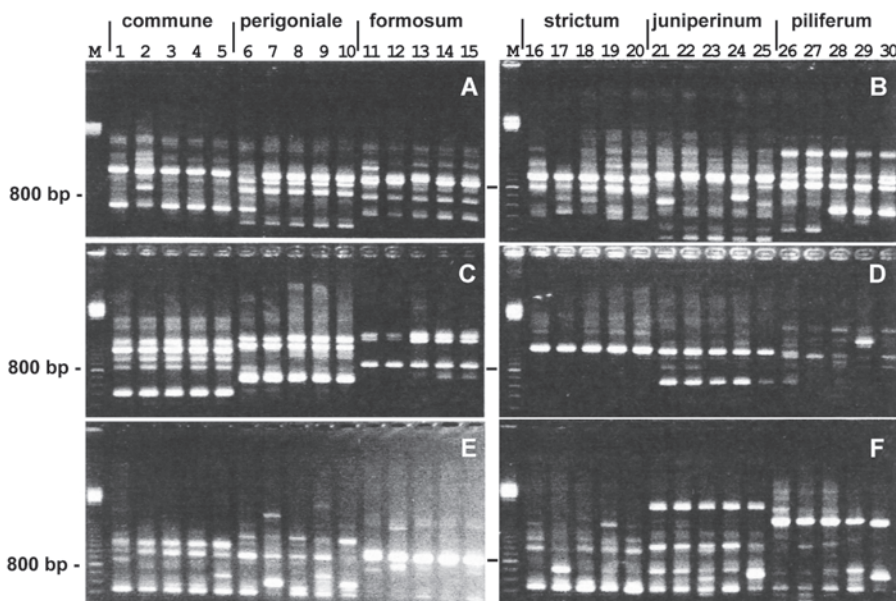 commune perigoniale formosum strictum juniperinum piliferum
M 1 2 3 4 5 6 7 8 9 10 11 12 13 14 15 M 16 17 18 19 20 21 22 23 24 25 26 27 28 29 30
A B
800 bp -
C D
800 bp -
E F
800 bp -